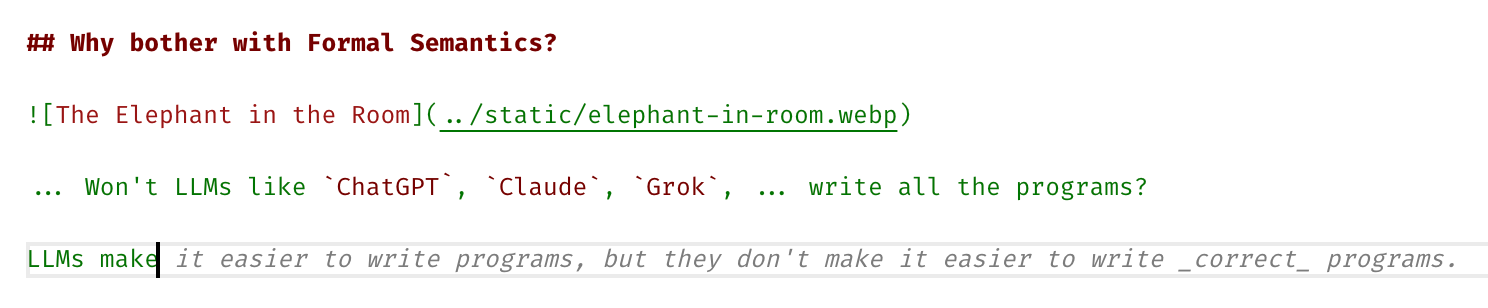 ## Why bother with Formal Semantics?
![The Elephant in the Room](../static/elephant-in-room.webp)
... Won't LLMs like `ChatGPT`, `Claude`, `Grok`, ... write all the programs?
LLMs make it easier to write programs, but they don't make it easier to write _correct_ programs.